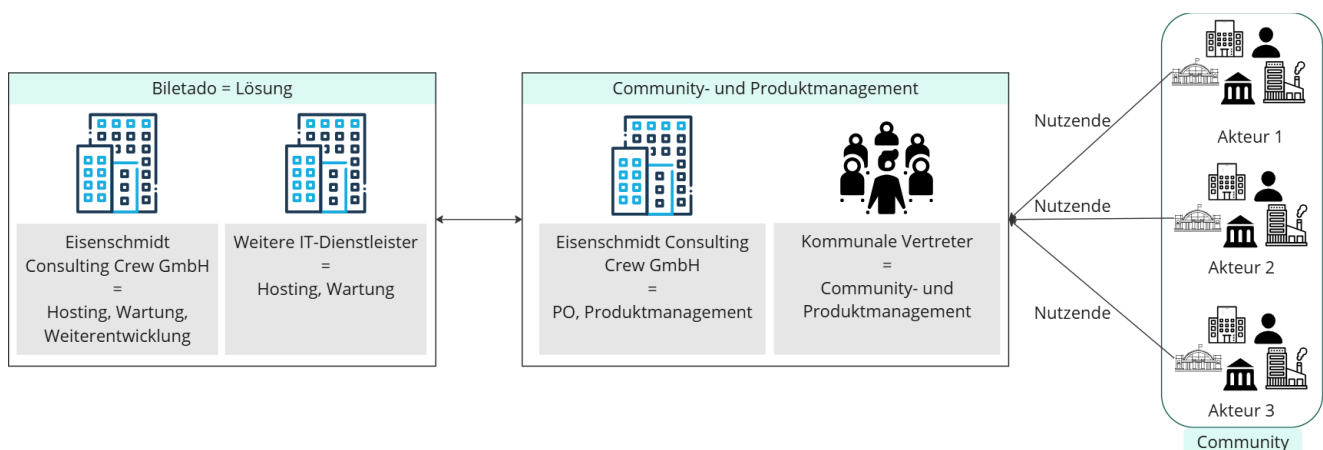 Biletado = Lösung
Eisenschmidt
Consulting Crew GmbH
=
Hosting, Wartung,
Weiterentwicklung
Weitere IT-Dienstleister
=
Hosting, Wartung
Community- und Produktmanagement
Eisenschmidt Consulting
Crew GmbH
=
PO, Produktmanagement
Kommunale Vertreter
=
Community- und
Produktmanagement
Nutzende
Nutzende
Nutzende
Akteur 1
Akteur 2
Akteur 3
Community